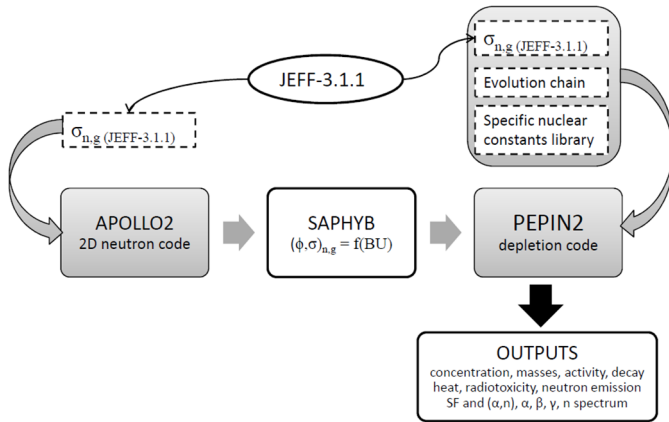 JEFF-3.1.1
σn,g (JEFF-3.1.1)
Evolution chain
Specific nuclear
constants library
σn,g (JEFF-3.1.1)
APOLLO2
2D neutron code
SAPHYB
(ϕ,σ)n,g = f(BU)
PEPIN2
depletion code
OUTPUTS
concentration, masses, activity, decay
heat, radiotoxicity, neutron emission
SF and (α,n), α, β, γ, n spectrum